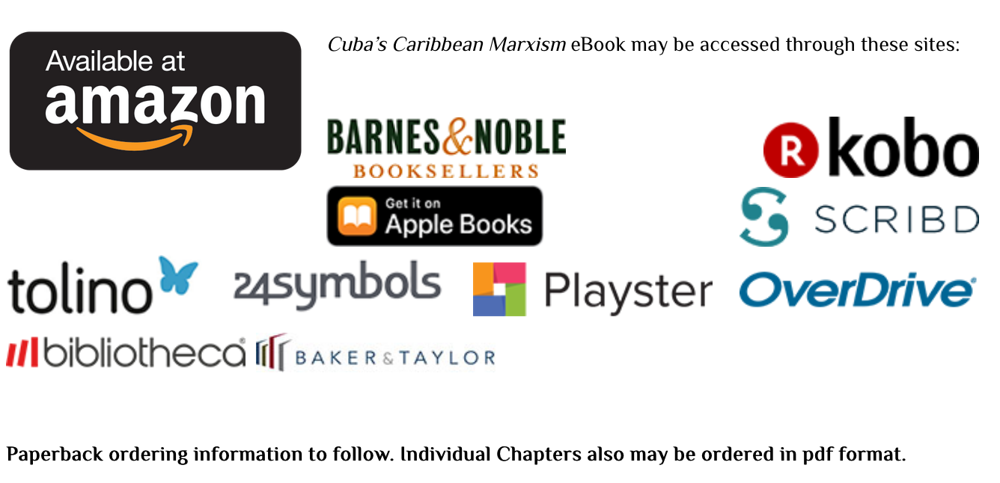 Available at
amazon
Cuba’s Caribbean Marxism eBook may be accessed through these sites:
BARNES&NOBLE
BOOKSELLERS
R kobo
Get it on
Apple Books
SCRIBD
tolino
24symbols
Playster
OverDrive®
bibliotheca®
BAKER & TAYLOR
Paperback ordering information to follow. Individual Chapters also may be ordered in pdf format.